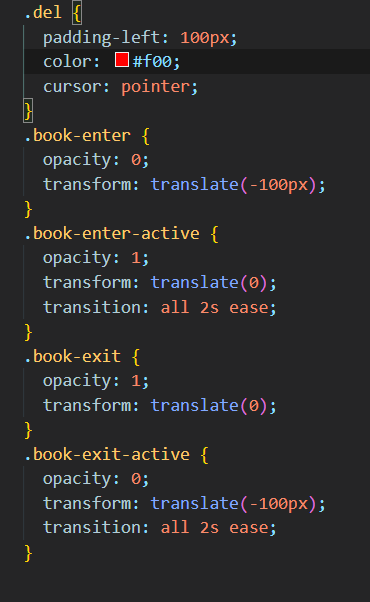 .del {
padding-left: 100px;
color: #f00;
cursor: pointer;
}
.book-enter {
opacity: 0;
transform: translate(-100px);
}
.book-enter-active {
opacity: 1;
transform: translate(0);
transition: all 2s ease;
}
.book-exit {
opacity: 1;
transform: translate(0);
}
.book-exit-active {
opacity: 0;
transform: translate(-100px);
transition: all 2s ease;
}